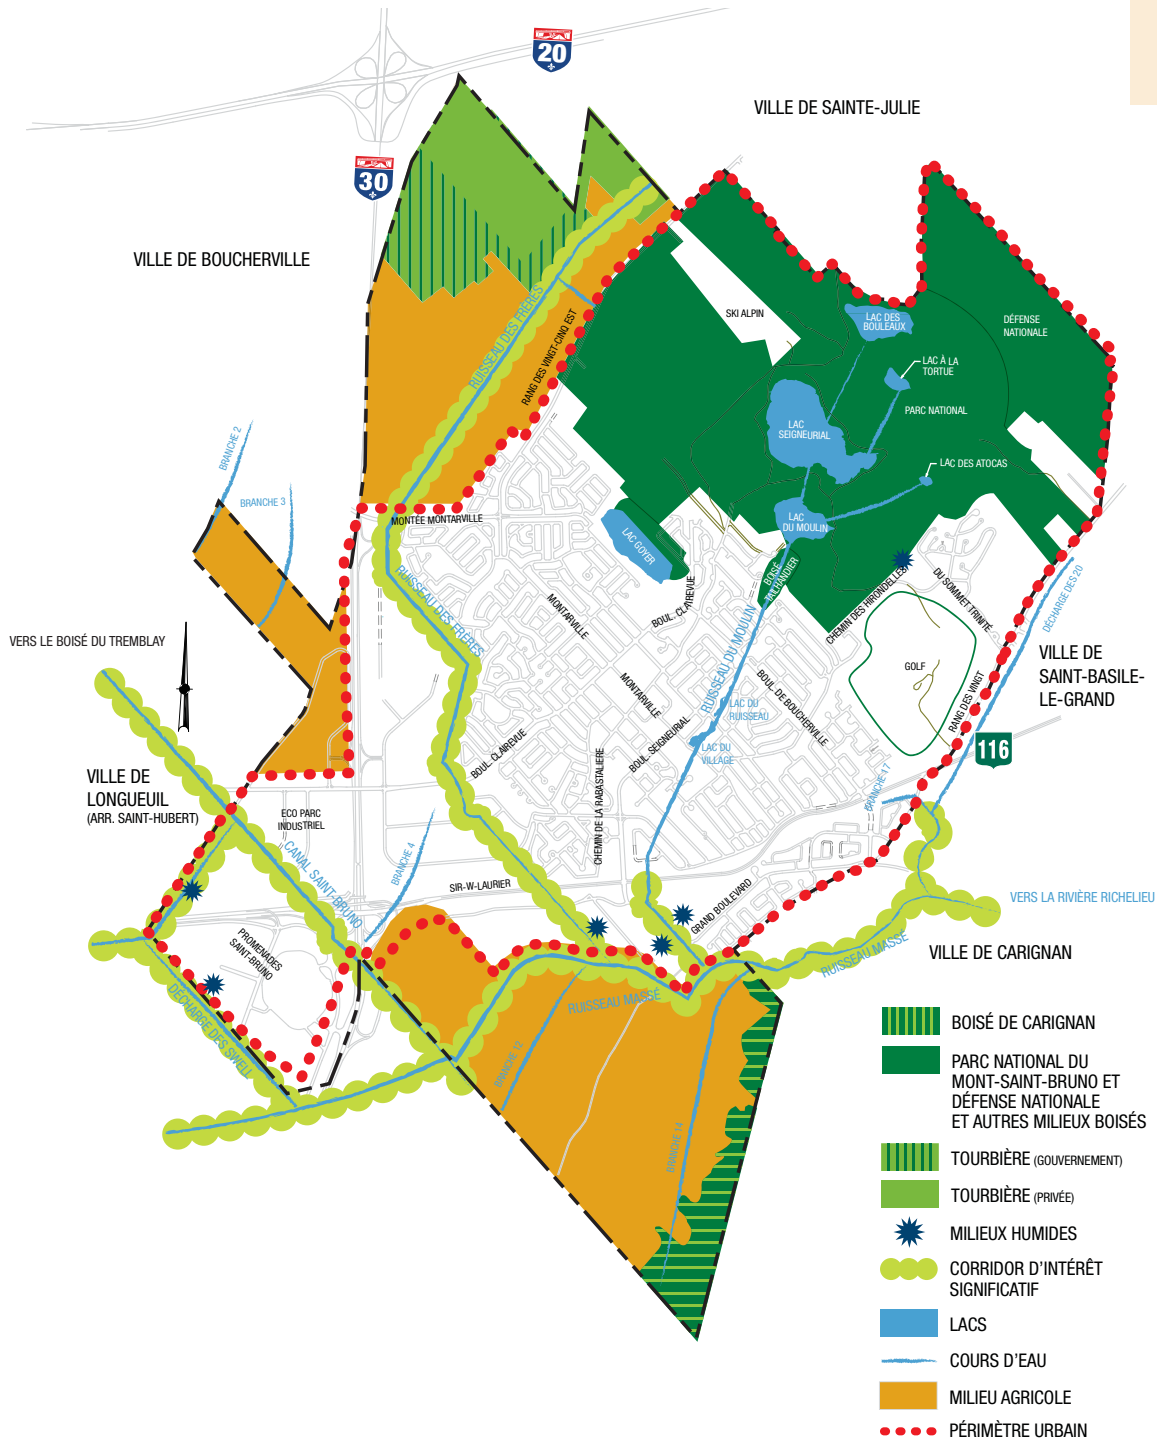 20
VILLE DE SAINTE-JULIE
30
VILLE DE BOUCHERVILLE
SKI ALPIN
LAC DES
BOULEAUX
DÉFENSE
NATIONALE
RUISSEAU DES FRÈRES
RANG DES VINGT-CINQ EST
LAC À LA
TORTUE
PARC NATIONAL
LAC
SEIGNEURIAL
BRANCHE 2
LAC DES ATOCAS
BRANCHE 3
MONTÉE MONTARVILLE
LAC
DU MOULIN
LAC GOYER
RUISSEAU DES FRÈRES
BOISÉ
TAILHANDIER
BOUL. CLAIREVUE
MONTARVILLE
CHEMIN DES HIRONDELLES
DU SOMMET TRINITÉ
DÉCHARGE DES 20
VERS LE BOISÉ DU TREMBLAY
RUISSEAU DU MOULIN
GOLF
VILLE DE
SAINT-BASILE-
LE-GRAND
MONTARVILLE
BOUL. DE BOUCHERVILLE
RANG DES VINGT
LAC DU
RUISSEAU
BOUL. SEIGNEURIAL
BOUL. CLAIREVUE
LAC DU
VILLAGE
116
VILLE DE
LONGUEUIL
(ARR. SAINT-HUBERT)
ECO PARC
INDUSTRIEL
CHEMIN DE LA RABASTALIERE
BRANCHE 17
CANAL SAINT-BRUNO
BRANCHE 4
SIR-W-LAURIER
GRAND BOULEVARD
VERS LA RIVIÈRE RICHELIEU
PROMENADES
SAINT-BRUNO
RUISSEAU MASSÉ
VILLE DE CARIGNAN
DÉCHARGE DES SWELL
RUISSEAU MASSÉ
BRANCHE 12
BRANCHE 14
BOISÉ DE CARIGNAN
PARC NATIONAL DU
MONT-SAINT-BRUNO ET
DÉFENSE NATIONALE
ET AUTRES MILIEUX BOISÉS
TOURBIÈRE (GOUVERNEMENT)
TOURBIÈRE (PRIVÉE)
MILIEUX HUMIDES
CORRIDOR D'INTÉRÊT
SIGNIFICATIF
LACS
COURS D'EAU
MILIEU AGRICOLE
PÉRIMÈTRE URBAIN